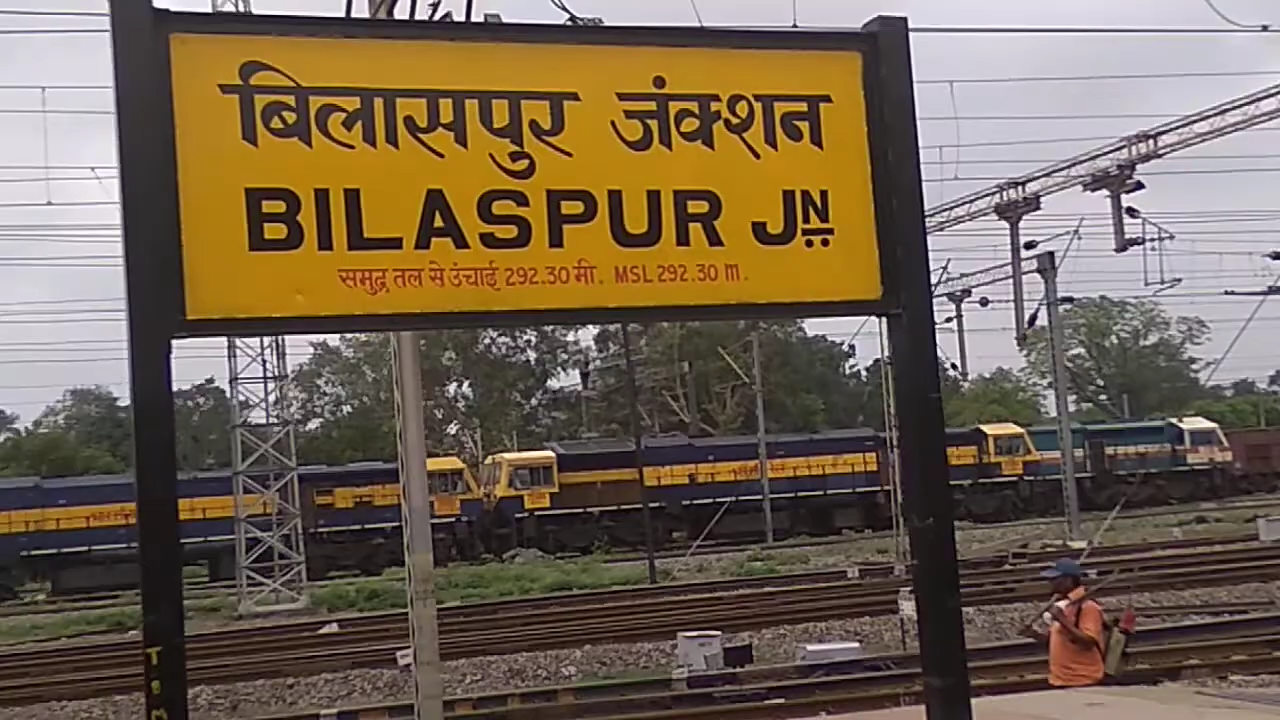 बिलासपुर जंक्शन
BILASPUR JN
समुद्र तल से उंचाई 292.30 मी. MSL 292.30 m.